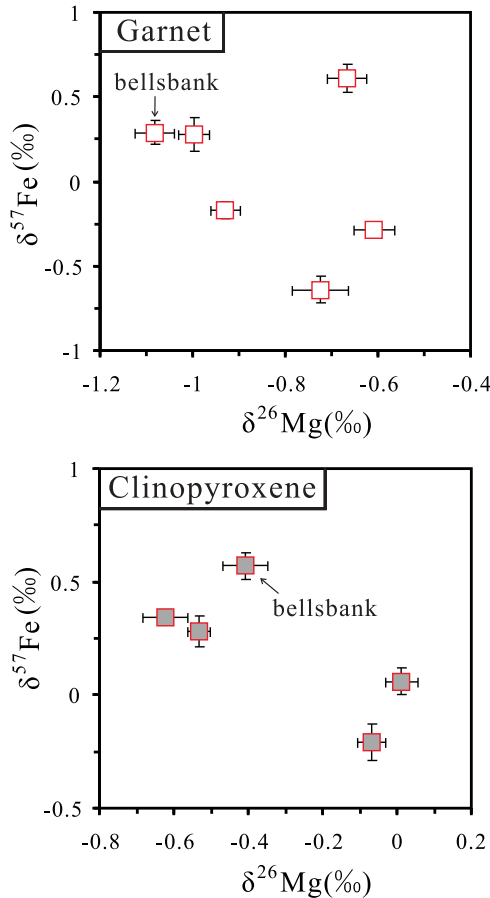 1
Garnet
bellsbank
0.5
0
-0.5
-1
δ⁵⁷Fe(‰)
-1.2
-1
-0.8
-0.6
-0.4
δ²⁶Mg(‰)
1
Clinopyroxene
0.5
bellsbank
0
-0.5
δ⁵⁷Fe(‰)
-0.8
-0.6
-0.4
-0.2
0
0.2
δ²⁶Mg(‰)